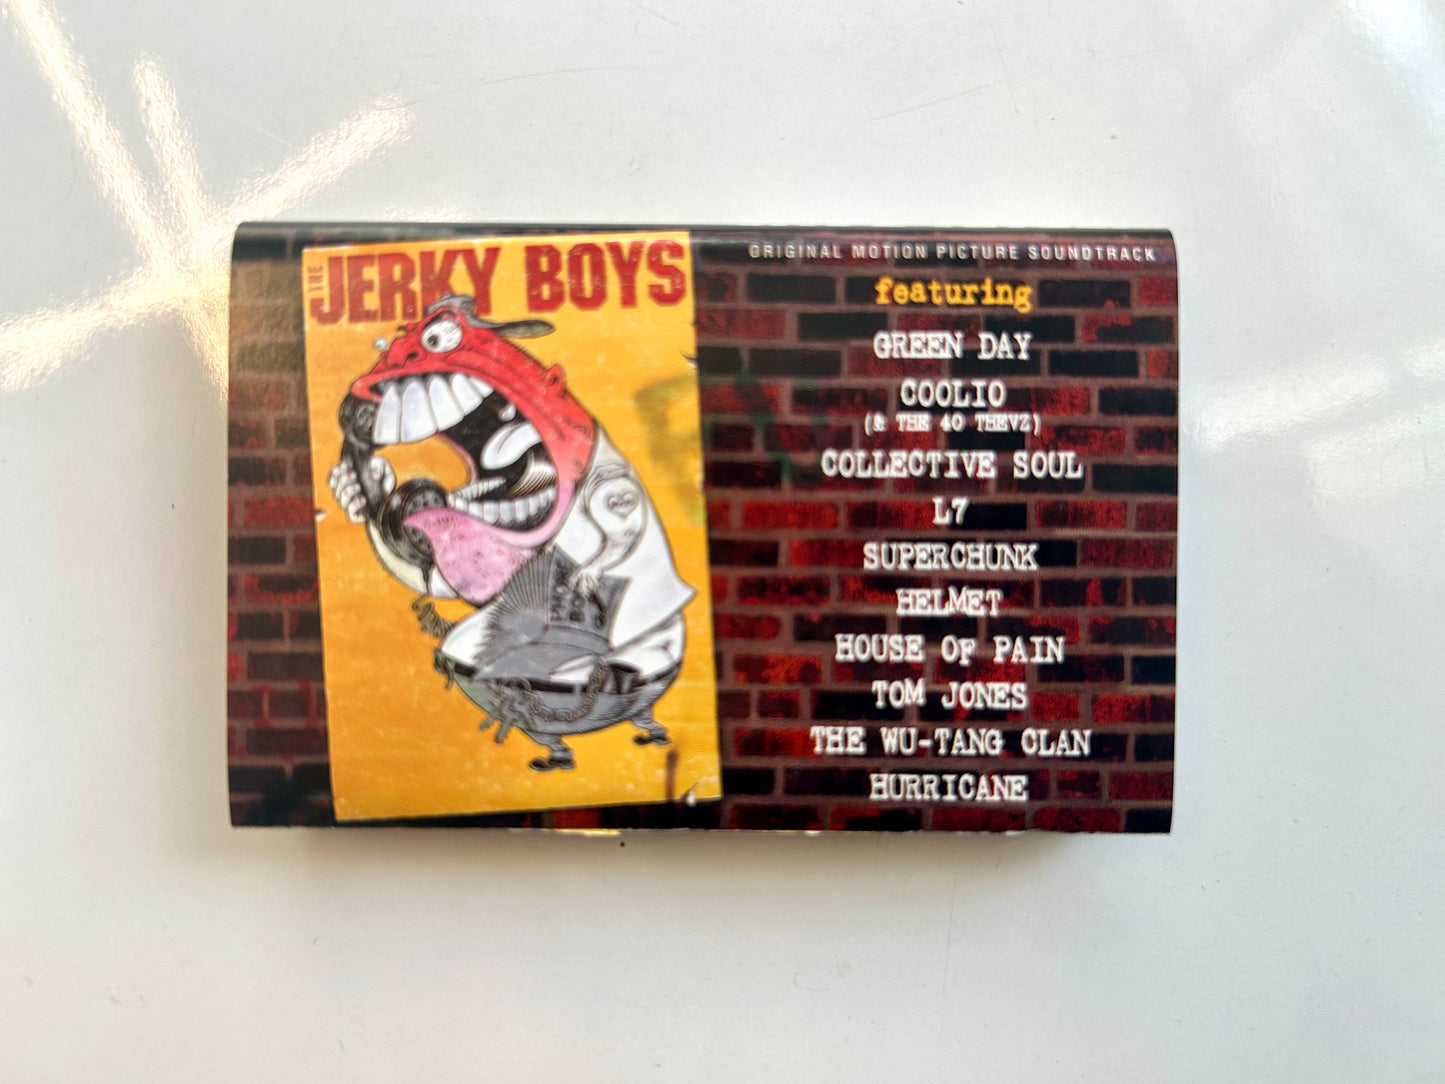 THE
JERKY BOYS
ORIGINAL MOTION PICTURE SOUNDTRACK
featuring
GREEN DAY
COOLIO
(& THE 40 THEVZ)
COLLECTIVE SOUL
L7
SUPERCHUNK
HELMET
HOUSE OF PAIN
TOM JONES
THE WU-TANG CLAN
HURRICANE